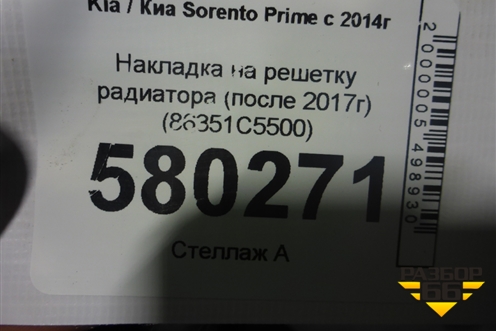 Kia / Киа Sorento Prime с 2014г
Накладка на решетку
радиатора (после 2017г)
(86351C5500)
580271
Стеллаж А
2000005498930
РАЗБОР
66